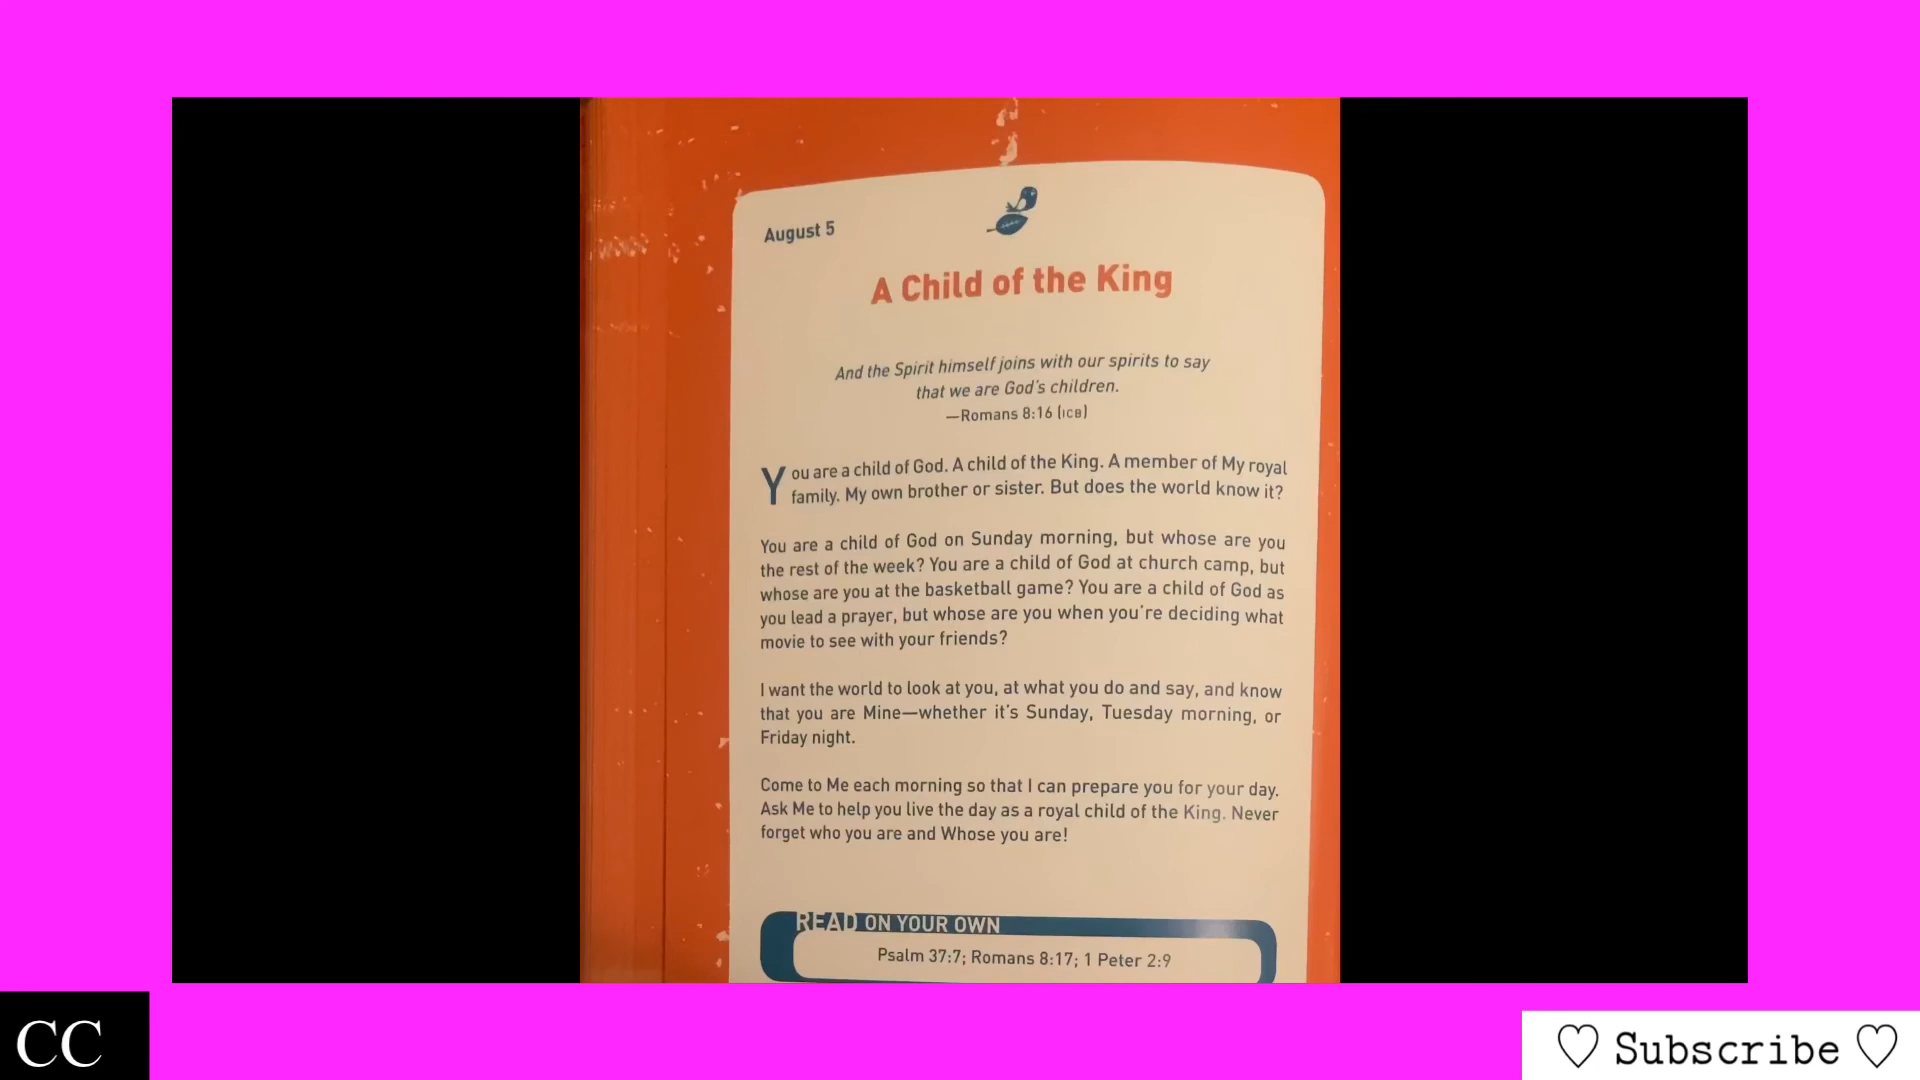 August 5
A Child of the King
And the Spirit himself joins with our spirits to say
that we are God's children.
—Romans 8:16 (ICB)
You are a child of God. A child of the King. A member of My royal
family. My own brother or sister. But does the world know it?
You are a child of God on Sunday morning, but whose are you
the rest of the week? You are a child of God at church camp, but
whose are you at the basketball game? You are a child of God as
you lead a prayer, but whose are you when you're deciding what
movie to see with your friends?
I want the world to look at you, at what you do and say, and know
that you are Mine—whether it's Sunday, Tuesday morning, or
Friday night.
Come to Me each morning so that I can prepare you for your day.
Ask Me to help you live the day as a royal child of the King. Never
forget who you are and Whose you are!
READ ON YOUR OWN
Psalm 37:7; Romans 8:17; 1 Peter 2:9
CC
♡ Subscribe ♡